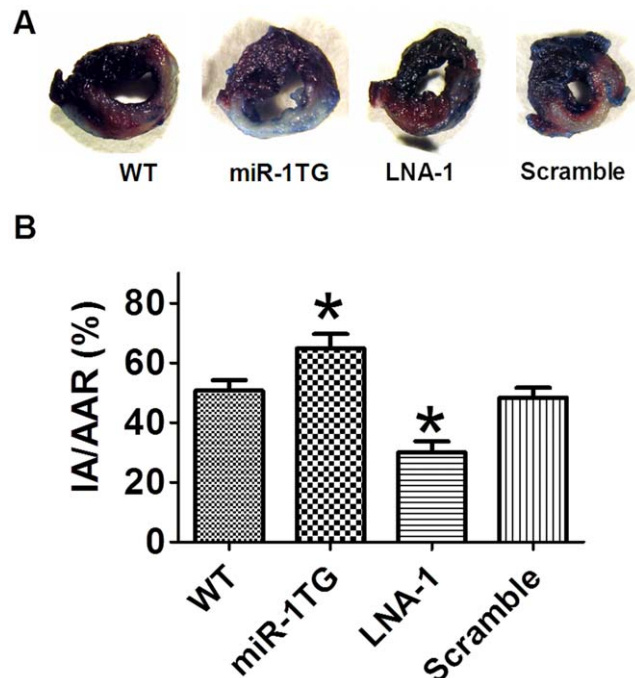 A
WT miR-1TG LNA-1 Scramble
B
IA/AAR (%)
80
60
40
20
0
*
*
WT miR-1TG LNA-1 Scramble